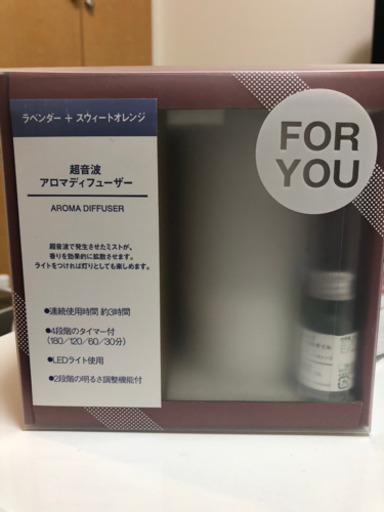 ラベンダー + スウィートオレンジ
超音波
アロマディフューザー
AROMA DIFFUSER
超音波で発生させたミストが、
香りを効果的に拡散させます。
ライトをつければ灯りとしても楽しめます。
●連続使用時間 約3時間
●4段階のタイマー付
(180/120/60/30分)
●LEDライト使用
●2段階の明るさ調整機能付
FOR
YOU